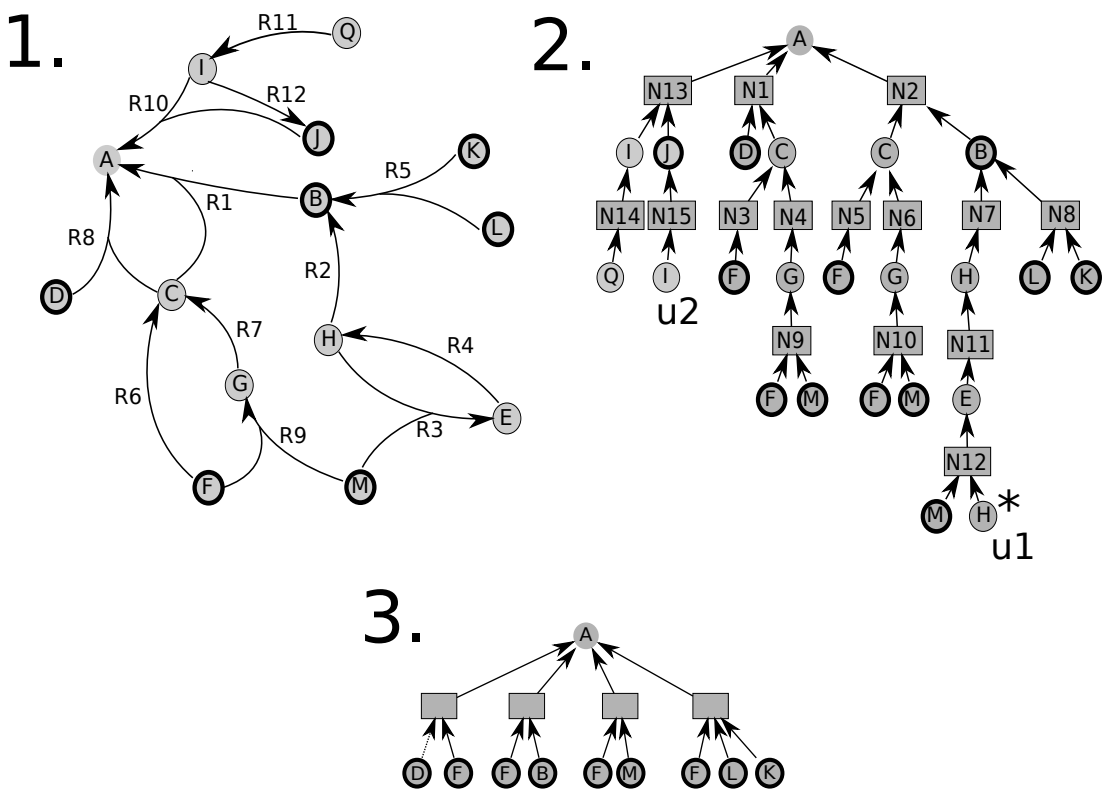 1.
R11
Q
I
R10
R12
J
A
K
R5
R1
B
L
R8
R2
D
C
R7
H
R4
R6
G
E
R9
R3
F
M
2.
A
N13
N1
N2
I
J
D
C
C
B
N14
N15
N3
N4
N5
N6
N7
N8
Q
I
F
G
F
G
H
L
K
u2
N9
N10
N11
F
M
F
M
E
N12
M
H
*
u1
3.
A
D
F
F
B
F
M
F
L
K